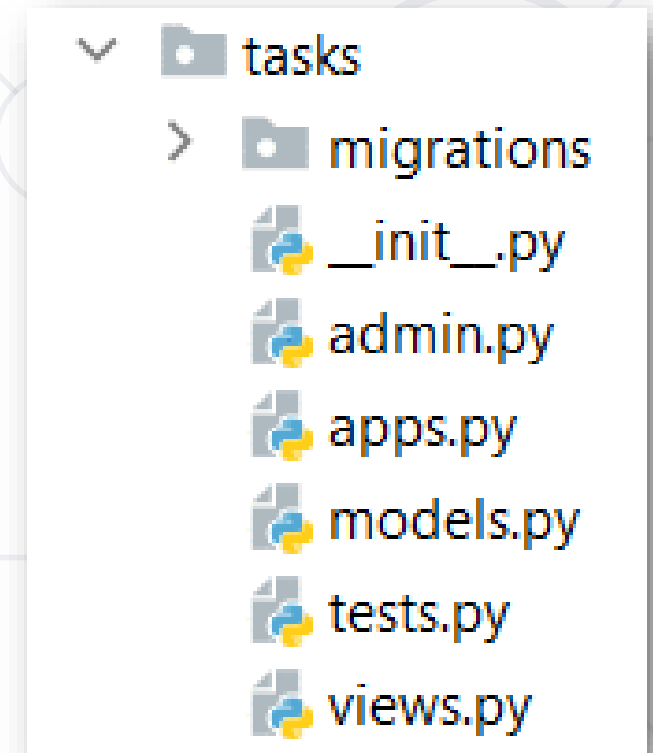 tasks
migrations
__init__.py
admin.py
apps.py
models.py
tests.py
views.py